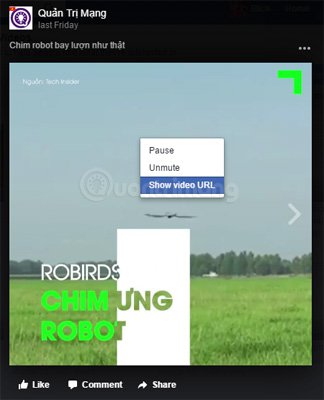 Quản Trị Mạng
last Friday
Chim robot bay lượn như thật
Nguồn: Tech Insider
Pause
Unmute
Show video URL
Quantrimang
ROBIRDS
CHIM ƯNG
ROBOT
Like
Comment
Share